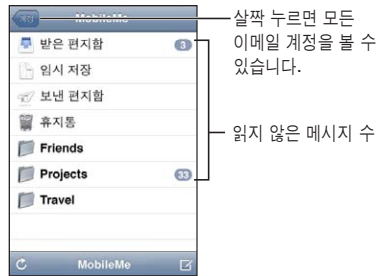 계정
MobileMe
살짝 누르면 모든
이메일 계정을 볼 수
있습니다.
받은 편지함 3
임시 저장
보낸 편지함
휴지통
읽지 않은 메시지 수
Friends
Projects 33
Travel
MobileMe